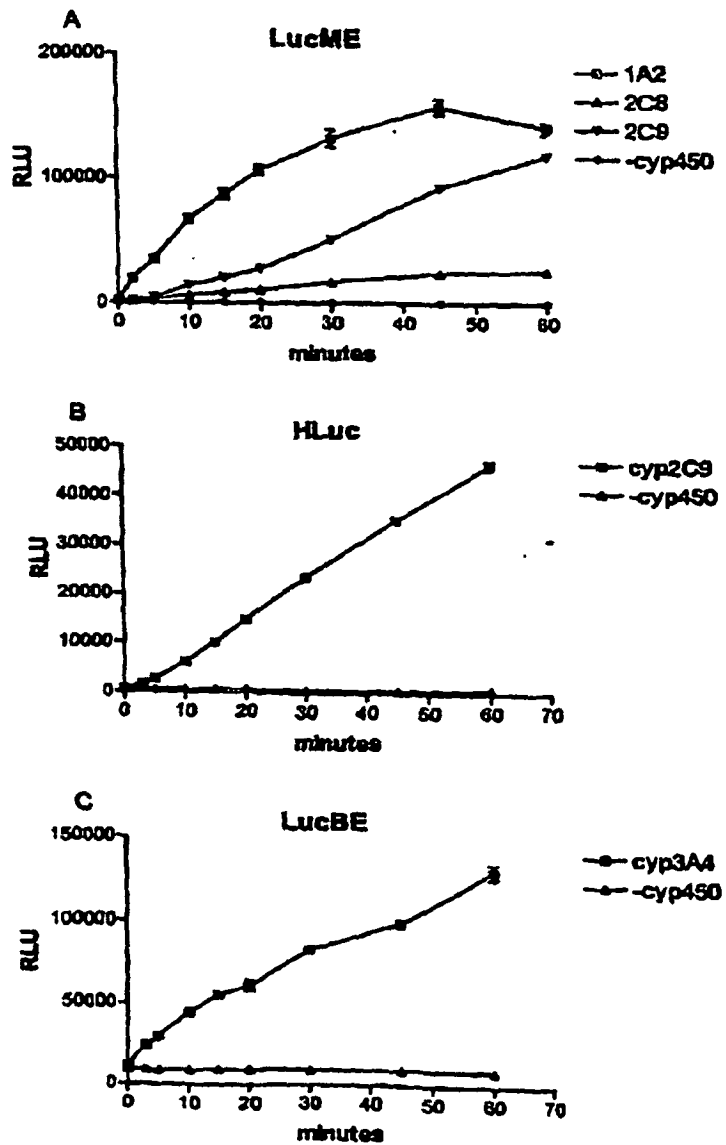 A
LucME
200000
100000
0
RLU
0 10 20 30 40 50 60
minutes
1A2
2C8
2C9
-cyp450
B
HLuc
50000
40000
30000
20000
10000
0
RLU
0 10 20 30 40 50 60 70
minutes
cyp2C9
-cyp450
C
LucBE
150000
100000
50000
0
RLU
0 10 20 30 40 50 60 70
minutes
cyp3A4
-cyp450